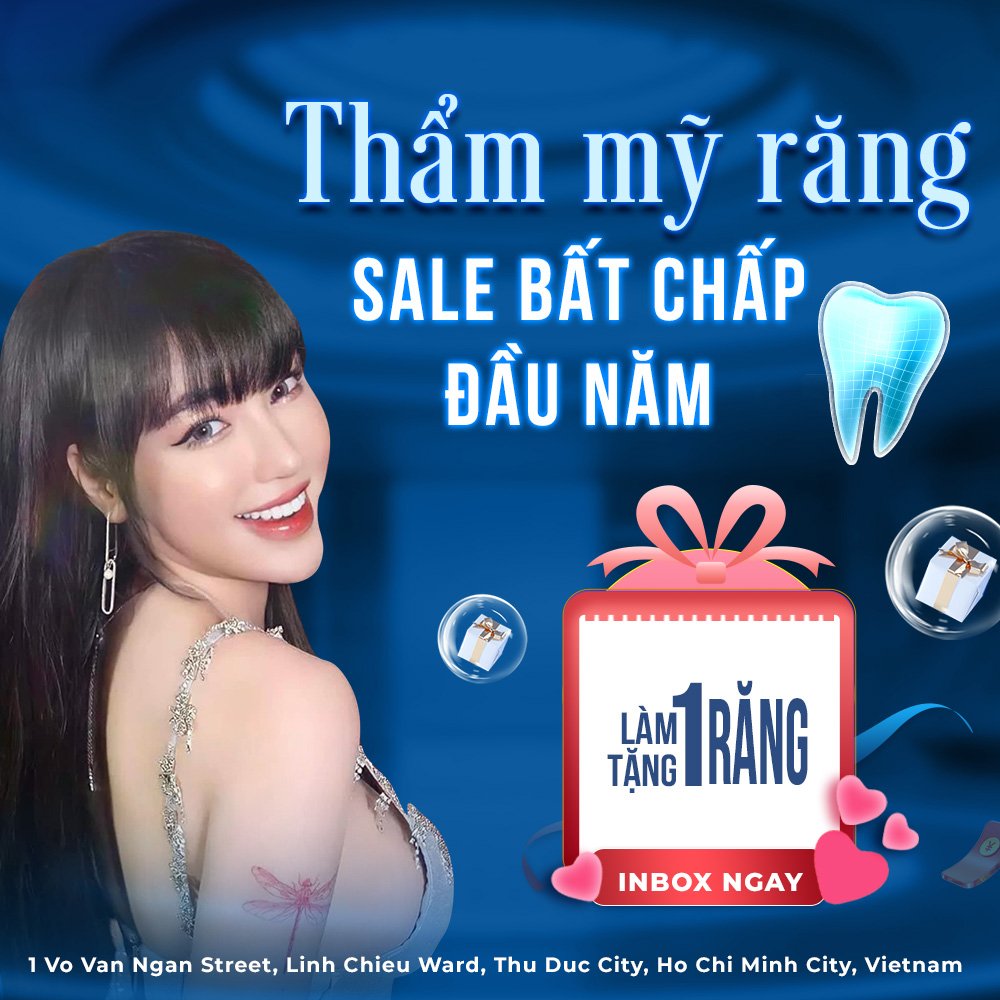 Thẩm mỹ răng
SALE BẤT CHẤP
ĐẦU NĂM
LÀM 1 RĂNG
TẶNG
INBOX NGAY
1 Vo Van Ngan Street, Linh Chieu Ward, Thu Duc City, Ho Chi Minh City, Vietnam